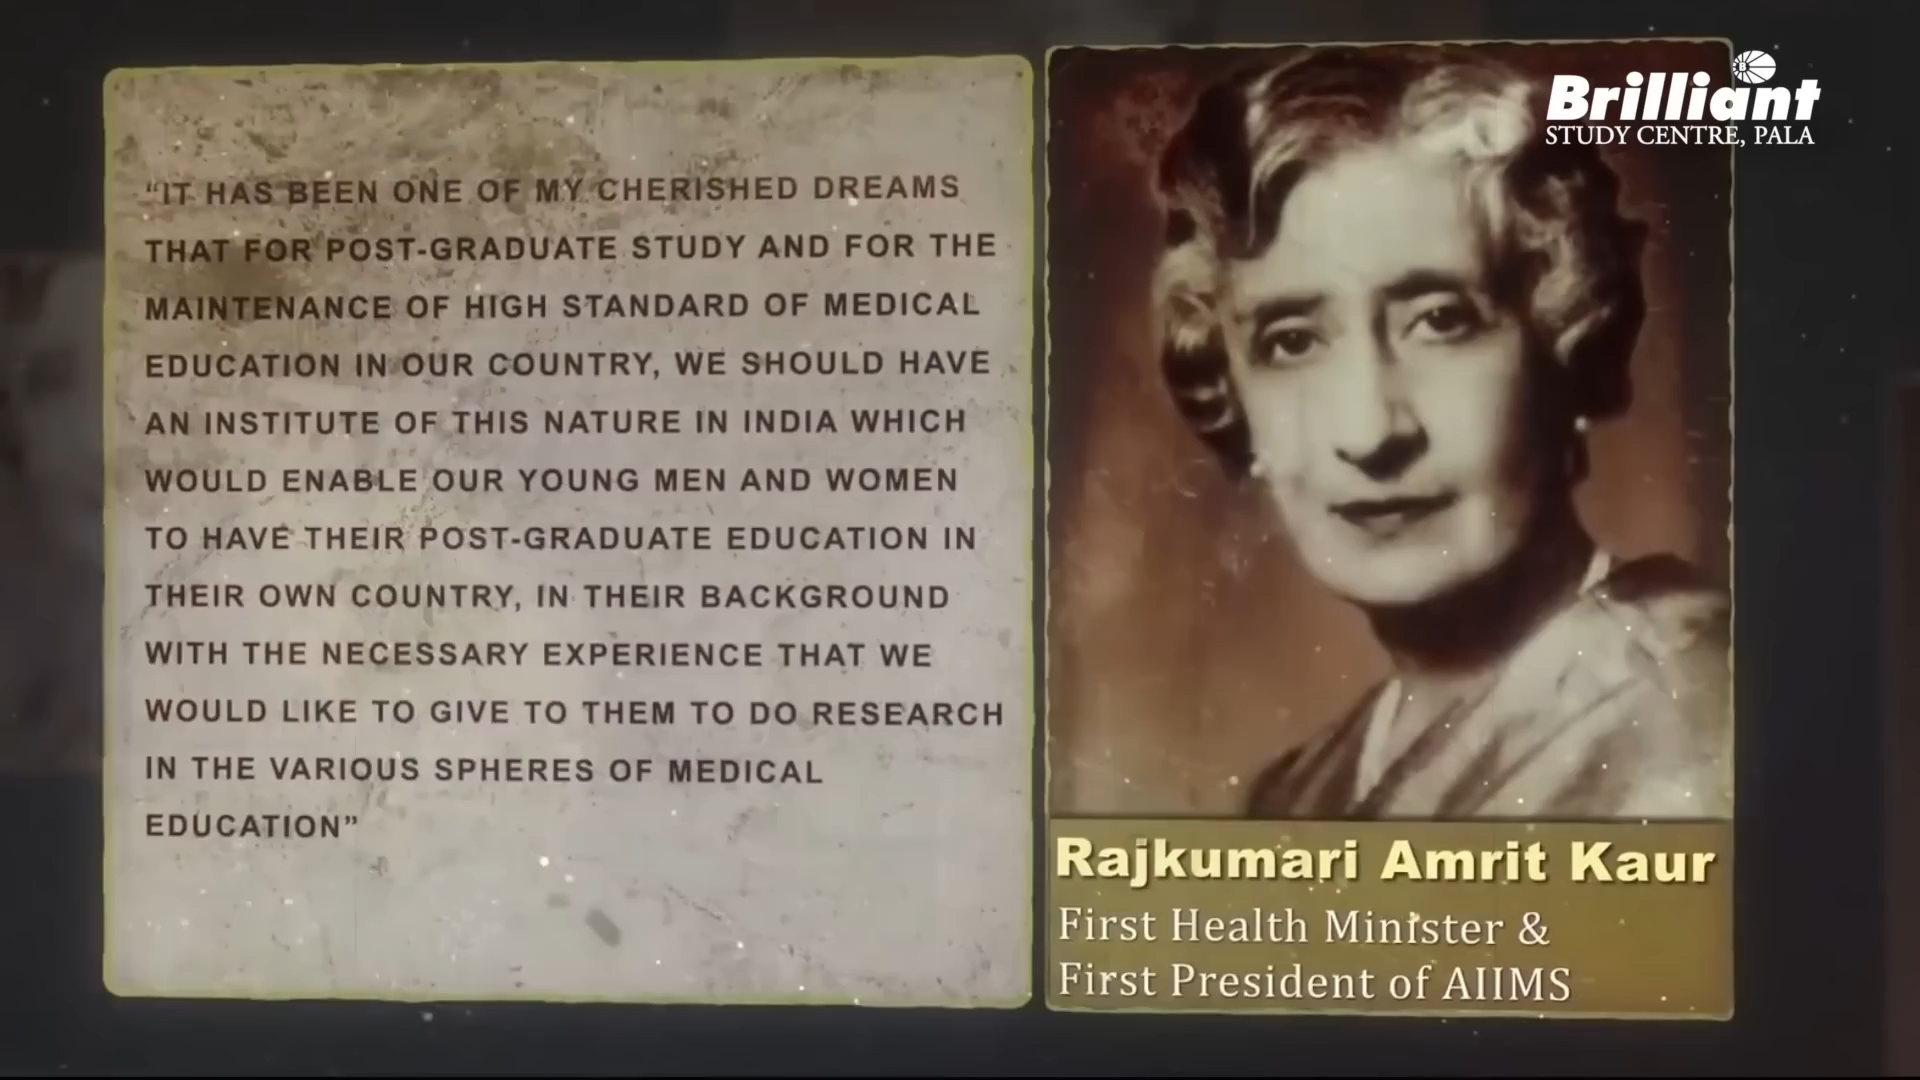 “IT HAS BEEN ONE OF MY CHERISHED DREAMS
THAT FOR POST-GRADUATE STUDY AND FOR THE
MAINTENANCE OF HIGH STANDARD OF MEDICAL
EDUCATION IN OUR COUNTRY, WE SHOULD HAVE
AN INSTITUTE OF THIS NATURE IN INDIA WHICH
WOULD ENABLE OUR YOUNG MEN AND WOMEN
TO HAVE THEIR POST-GRADUATE EDUCATION IN
THEIR OWN COUNTRY, IN THEIR BACKGROUND
WITH THE NECESSARY EXPERIENCE THAT WE
WOULD LIKE TO GIVE TO THEM TO DO RESEARCH
IN THE VARIOUS SPHERES OF MEDICAL
EDUCATION”
B
Brilliant
STUDY CENTRE, PALA
Rajkumari Amrit Kaur
First Health Minister &
First President of AIIMS